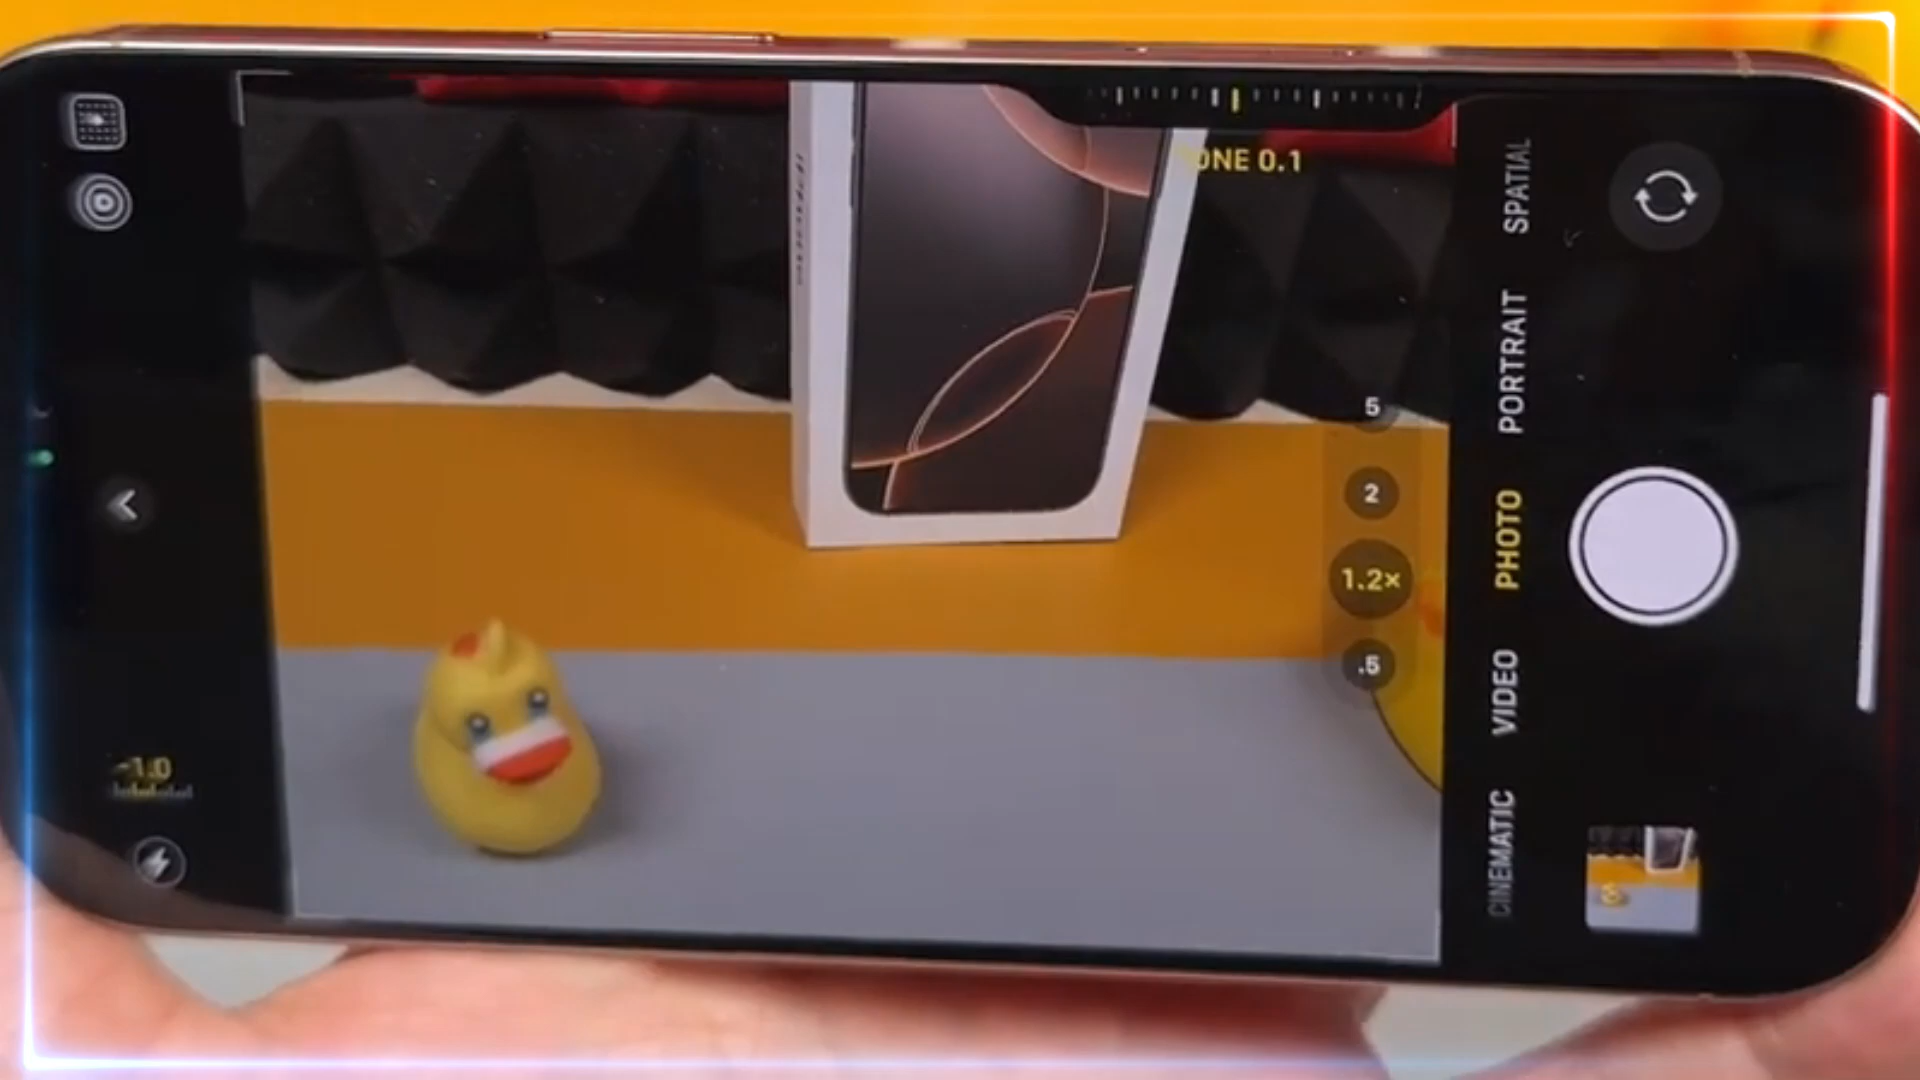 ONE 0.1
SPATIAL
PORTRAIT
PHOTO
VIDEO
CINEMATIC
5
2
1.2×
.5
-1.0